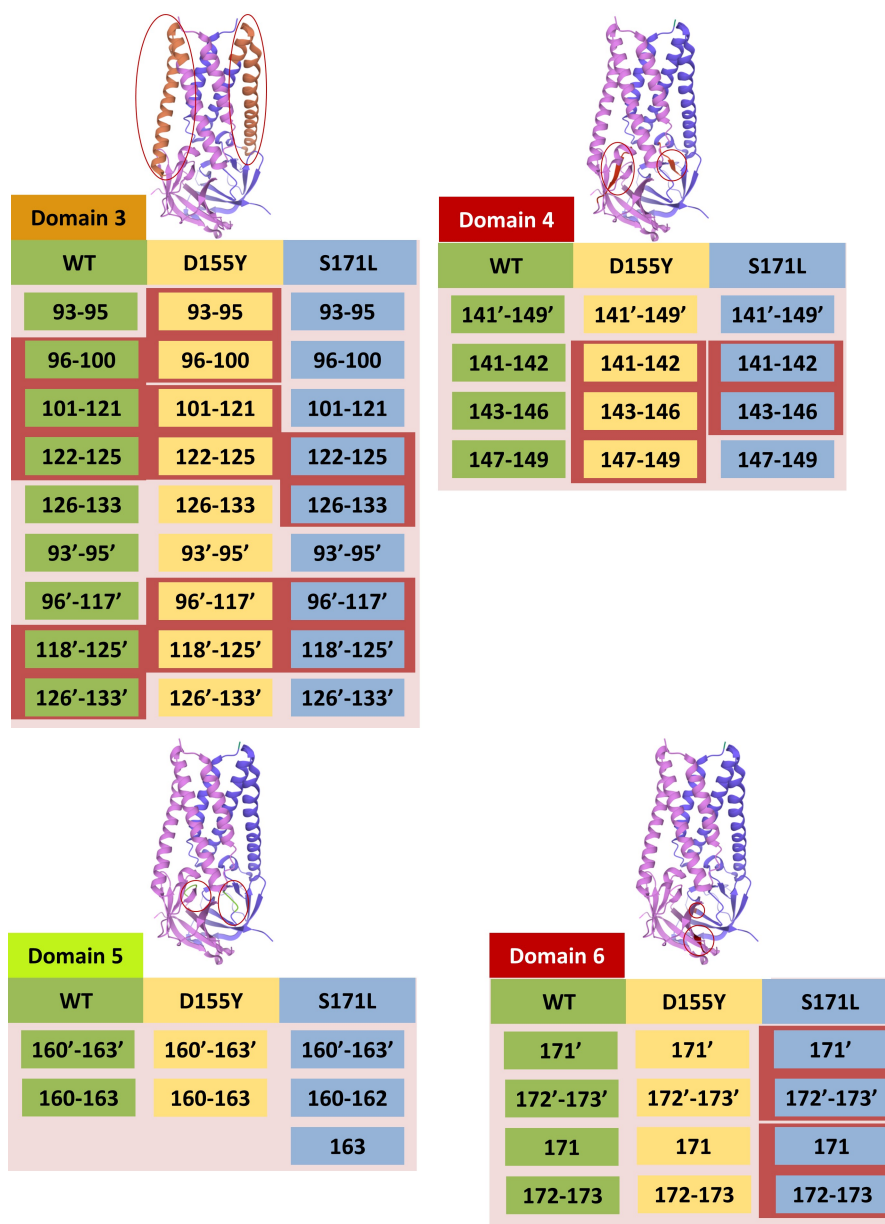 Domain 3
WT D155Y S171L
93-95 93-95 93-95
96-100 96-100 96-100
101-121 101-121 101-121
122-125 122-125 122-125
126-133 126-133 126-133
93’-95’ 93’-95’ 93’-95’
96’-117’ 96’-117’ 96’-117’
118’-125’ 118’-125’ 118’-125’
126’-133’ 126’-133’ 126’-133’
Domain 4
WT D155Y S171L
141’-149’ 141’-149’ 141’-149’
141-142 141-142 141-142
143-146 143-146 143-146
147-149 147-149 147-149
Domain 5
WT D155Y S171L
160’-163’ 160’-163’ 160’-163’
160-163 160-163 160-162
163
Domain 6
WT D155Y S171L
171’ 171’ 171’
172’-173’ 172’-173’ 172’-173’
171 171 171
172-173 172-173 172-173